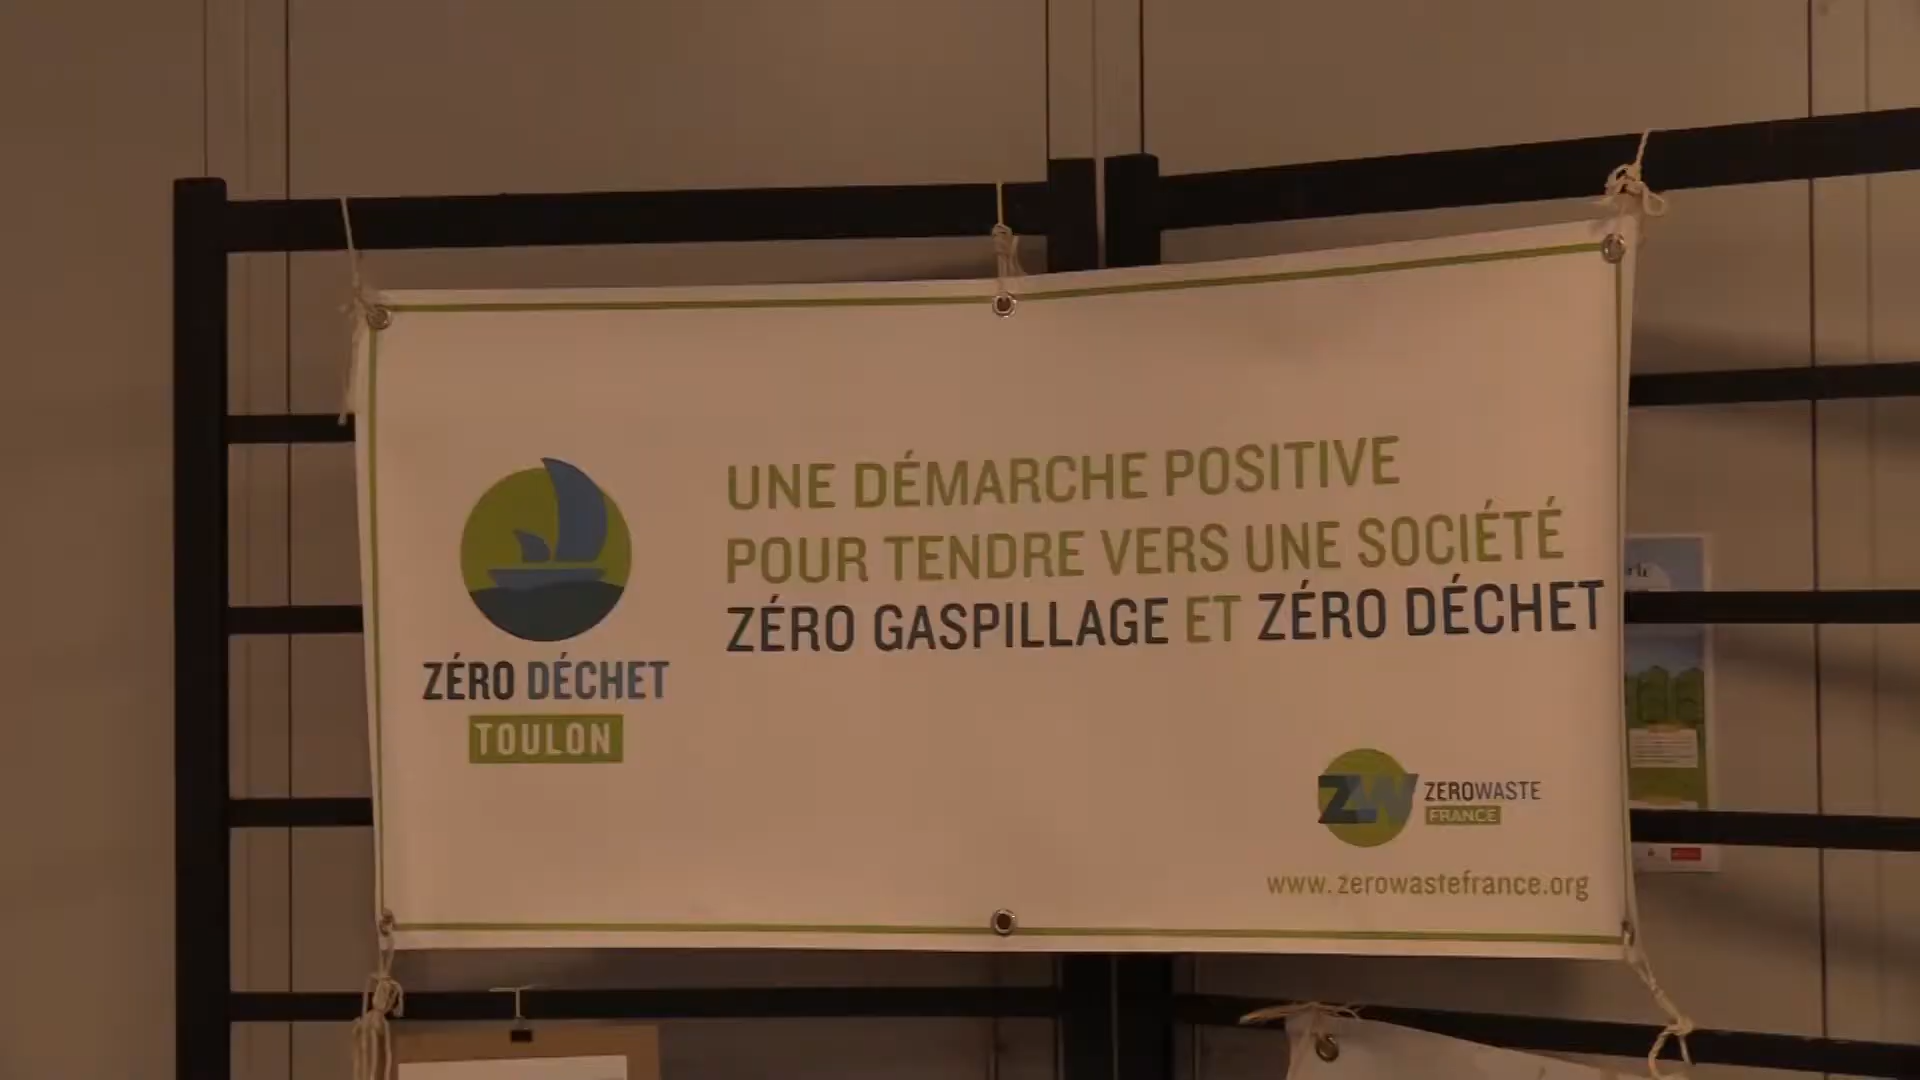 UNE DÉMARCHE POSITIVE
POUR TENDRE VERS UNE SOCIÉTÉ
ZÉRO GASPILLAGE ET ZÉRO DÉCHET
ZÉRO DÉCHET
TOULON
ZW
ZEROWASTE
FRANCE
www.zerowastefrance.org